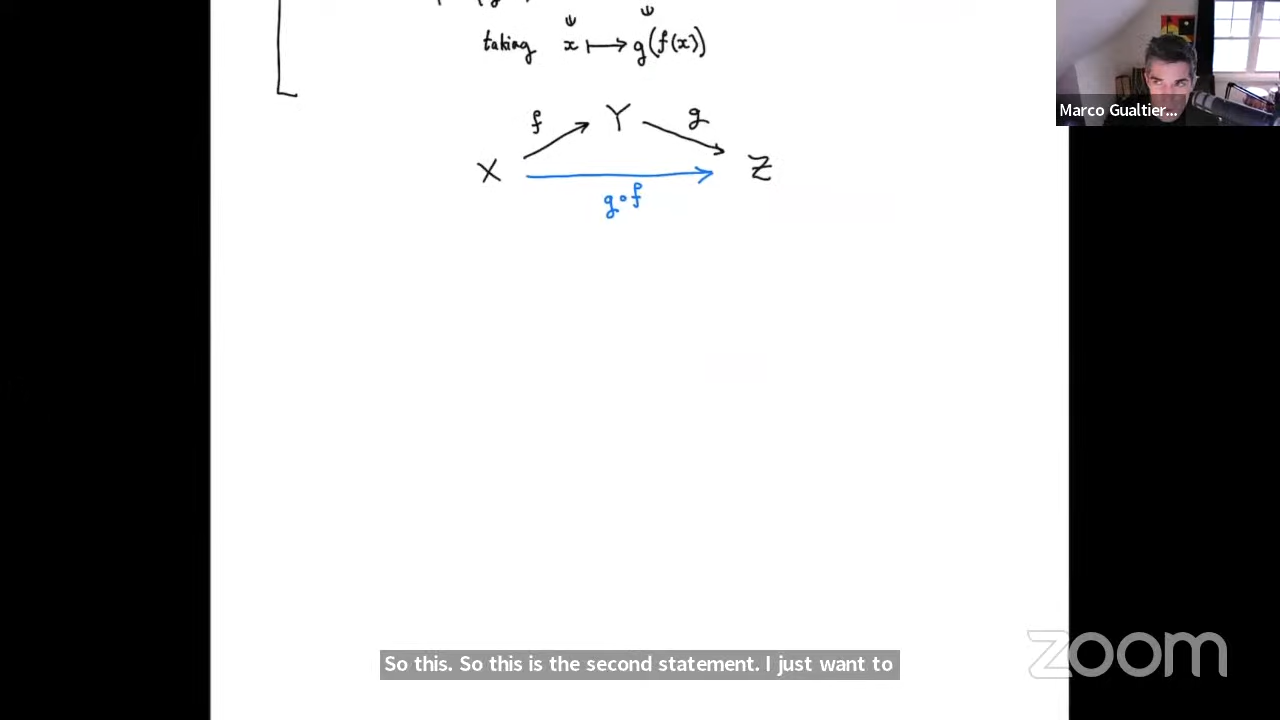 taking x ⟼ g(f(x))
Marco Gualtier...
f Y g
X Z
g∘f
So this. So this is the second statement. I just want to
zoom